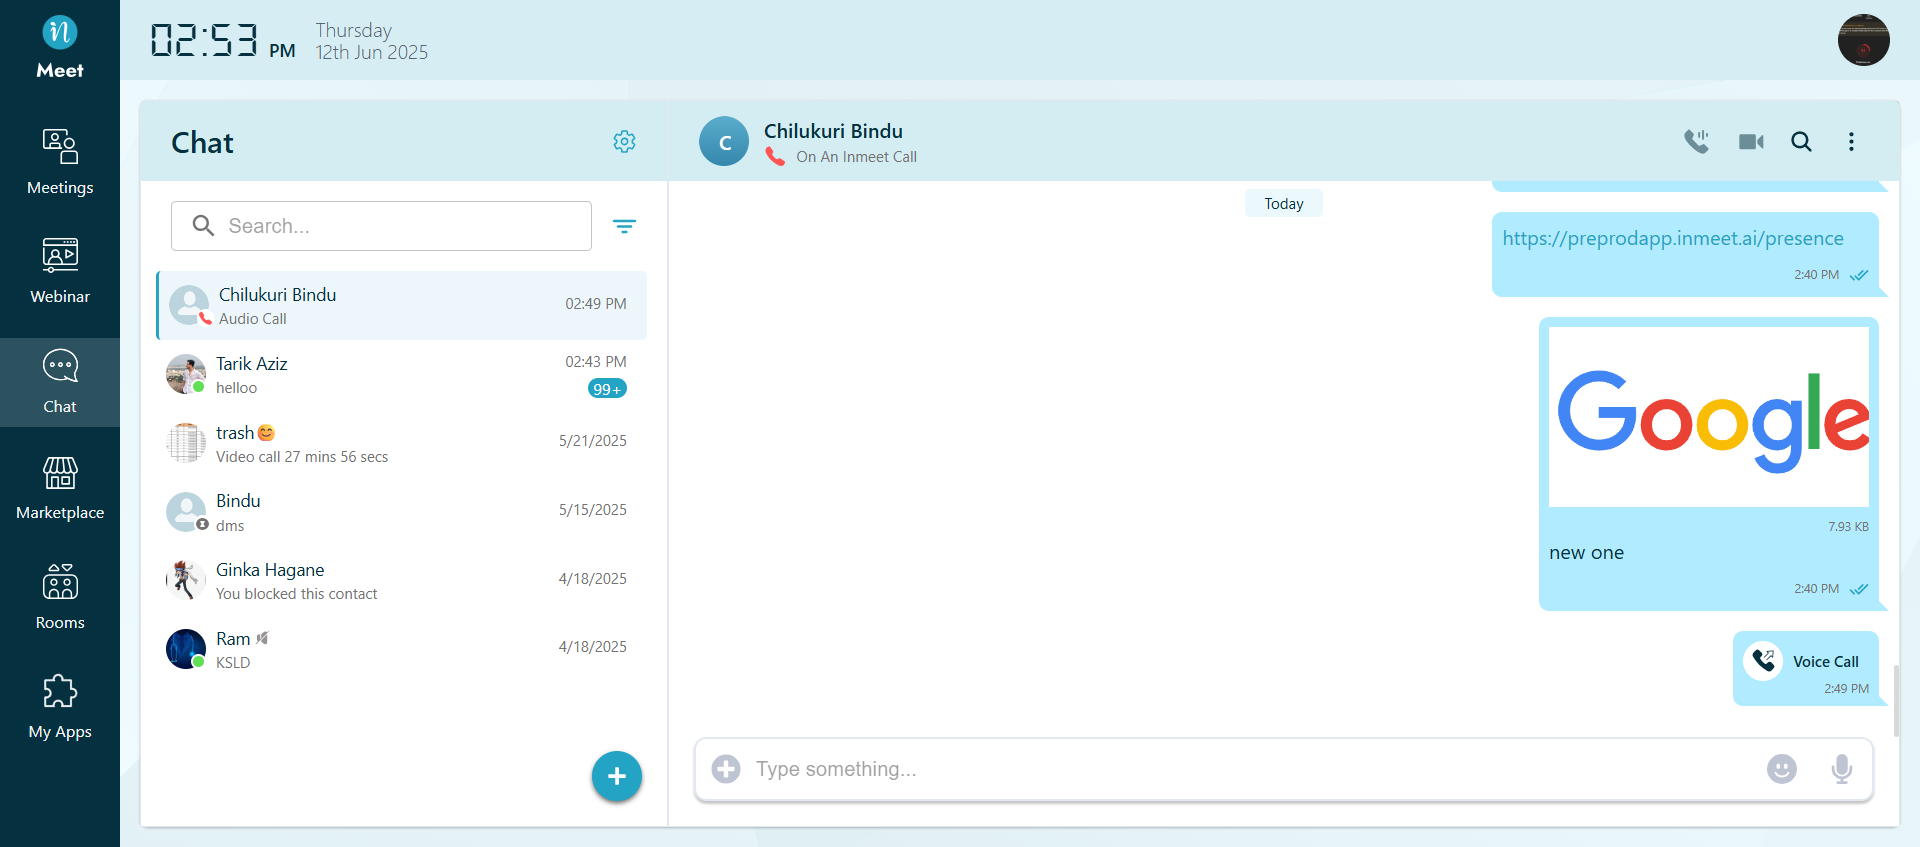 Meet
Meetings
Webinar
Chat
Marketplace
Rooms
My Apps
02:53 PM
Thursday
12th Jun 2025
Chat
Search...
Chilukuri Bindu
Audio Call
02:49 PM
Tarik Aziz
helloo
02:43 PM
99+
trash😊
Video call 27 mins 56 secs
5/21/2025
Bindu
dms
5/15/2025
Ginka Hagane
You blocked this contact
4/18/2025
Ram
KSLD
4/18/2025
C
Chilukuri Bindu
On An Inmeet Call
Today
https://preprodapp.inmeet.ai/presence
2:40 PM
Google
7.93 KB
new one
2:40 PM
Voice Call
2:49 PM
Type something...